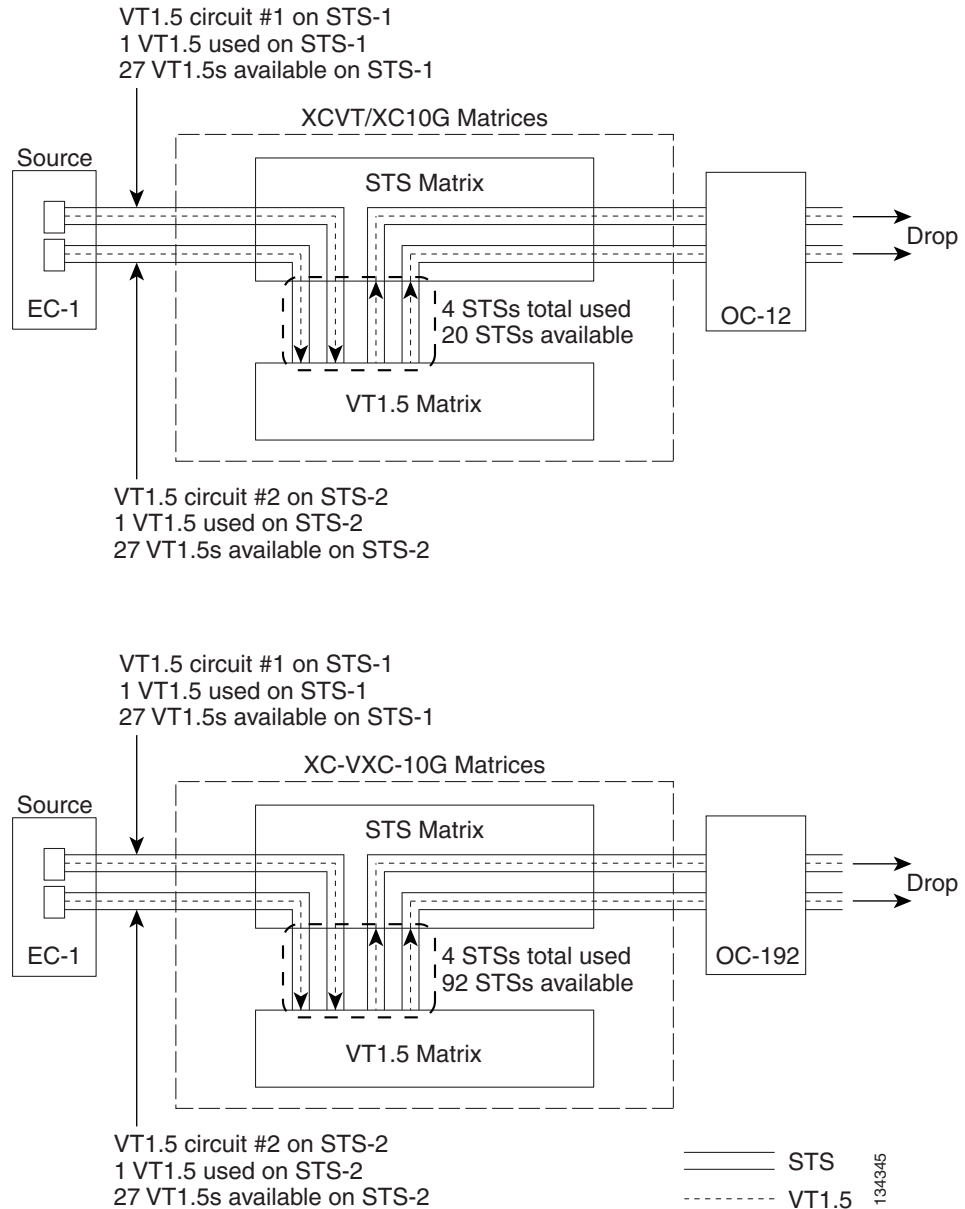 VT1.5 circuit #1 on STS-1
1 VT1.5 used on STS-1
27 VT1.5s available on STS-1
XCVT/XC10G Matrices
Source
STS Matrix
Drop
EC-1
4 STSs total used
20 STSs available
OC-12
VT1.5 Matrix
VT1.5 circuit #2 on STS-2
1 VT1.5 used on STS-2
27 VT1.5s available on STS-2
VT1.5 circuit #1 on STS-1
1 VT1.5 used on STS-1
27 VT1.5s available on STS-1
XC-VXC-10G Matrices
Source
STS Matrix
Drop
EC-1
4 STSs total used
92 STSs available
OC-192
VT1.5 Matrix
VT1.5 circuit #2 on STS-2
1 VT1.5 used on STS-2
27 VT1.5s available on STS-2
STS
VT1.5
134345